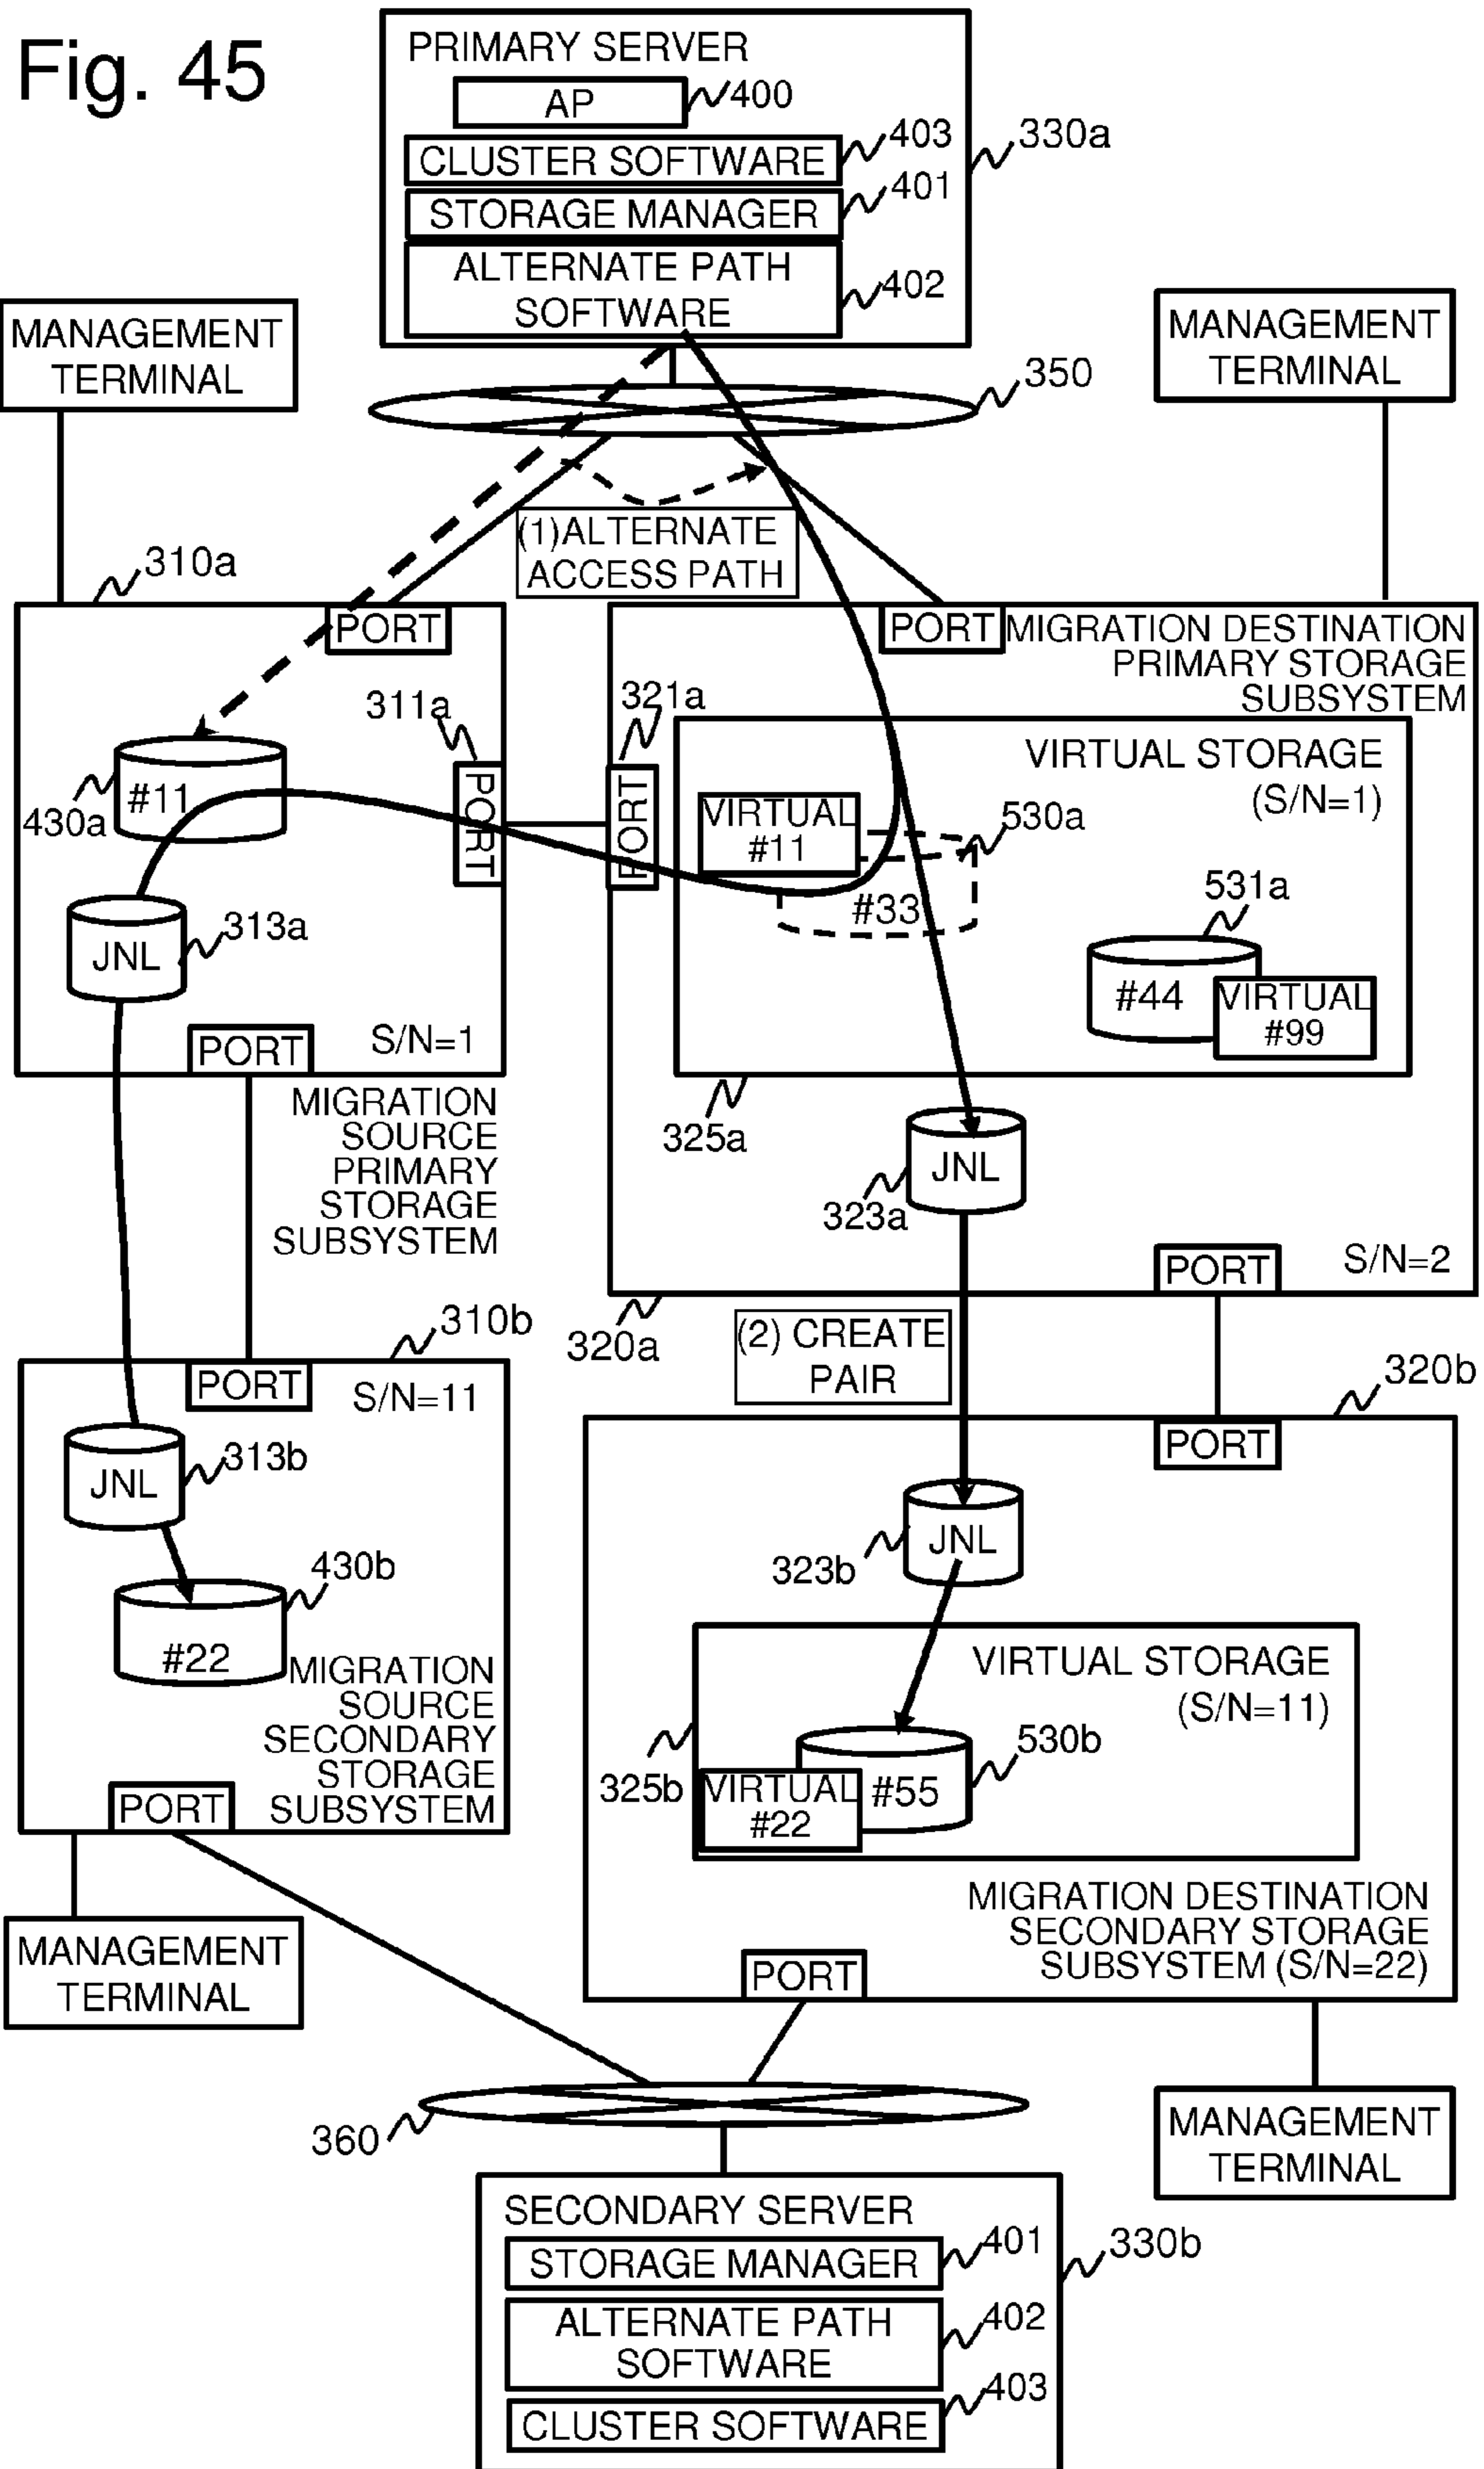 Fig. 45
PRIMARY SERVER
AP
400
CLUSTER SOFTWARE
403
330a
STORAGE MANAGER
401
ALTERNATE PATH
SOFTWARE
402
MANAGEMENT
TERMINAL
MANAGEMENT
TERMINAL
350
(1)ALTERNATE
ACCESS PATH
310a
PORT
PORT
MIGRATION DESTINATION
PRIMARY STORAGE
SUBSYSTEM
311a
321a
VIRTUAL STORAGE
(S/N=1)
430a
#11
PORT
PORT
VIRTUAL
#11
530a
#33
531a
#44
VIRTUAL
#99
JNL
313a
PORT
S/N=1
MIGRATION
SOURCE
PRIMARY
STORAGE
SUBSYSTEM
325a
JNL
323a
PORT
S/N=2
320a
(2) CREATE
PAIR
310b
PORT
S/N=11
320b
PORT
JNL
313b
JNL
323b
430b
#22
MIGRATION
SOURCE
SECONDARY
STORAGE
SUBSYSTEM
PORT
VIRTUAL STORAGE
(S/N=11)
530b
325b
VIRTUAL
#22
#55
MIGRATION DESTINATION
SECONDARY STORAGE
SUBSYSTEM (S/N=22)
PORT
MANAGEMENT
TERMINAL
360
MANAGEMENT
TERMINAL
SECONDARY SERVER
STORAGE MANAGER
401
330b
ALTERNATE PATH
SOFTWARE
402
CLUSTER SOFTWARE
403